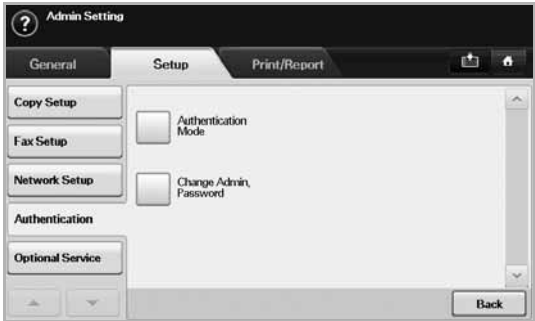 ?
Admin Setting
General
Setup
Print/Report
Copy Setup
Fax Setup
Network Setup
Authentication
Optional Service
Authentication
Mode
Change Admin,
Password
Back